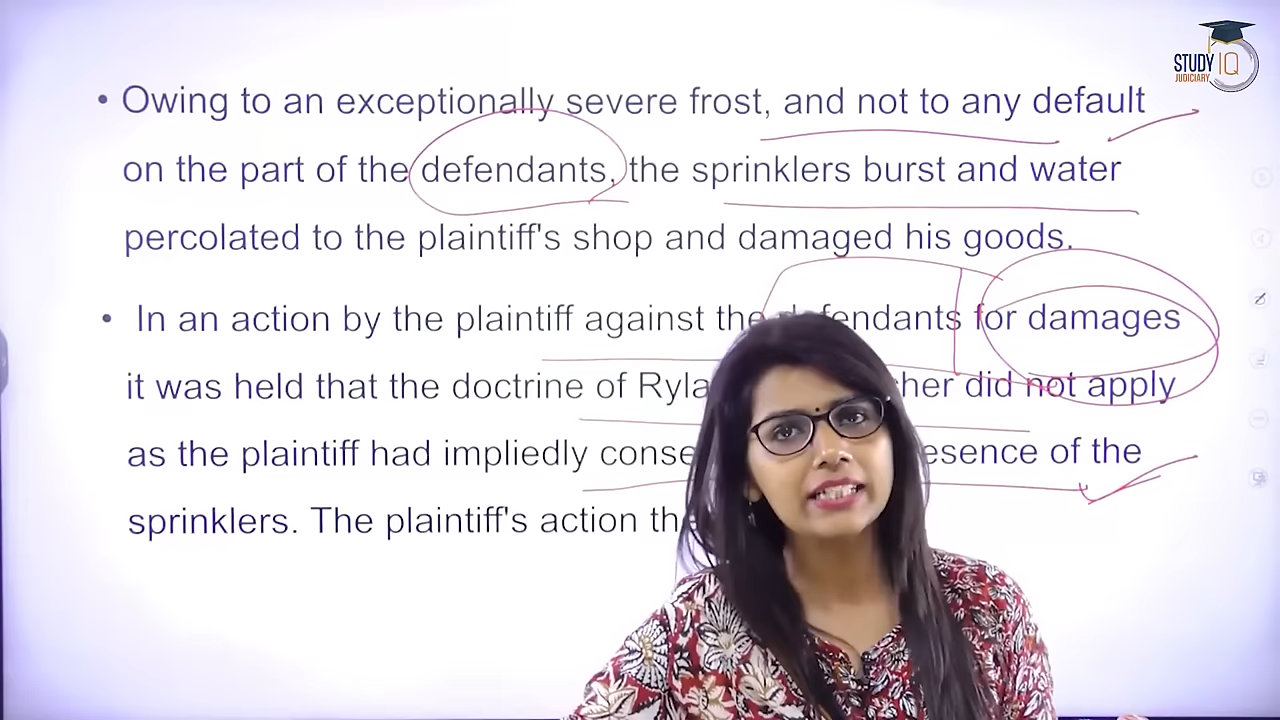 STUDY IQ
JUDICIARY
• Owing to an exceptionally severe frost, and not to any default
on the part of the defendants, the sprinklers burst and water
percolated to the plaintiff's shop and damaged his goods.
• In an action by the plaintiff against the defendants for damages
it was held that the doctrine of Ryla cher did not apply
as the plaintiff had impliedly conse esence of the
sprinklers. The plaintiff's action the